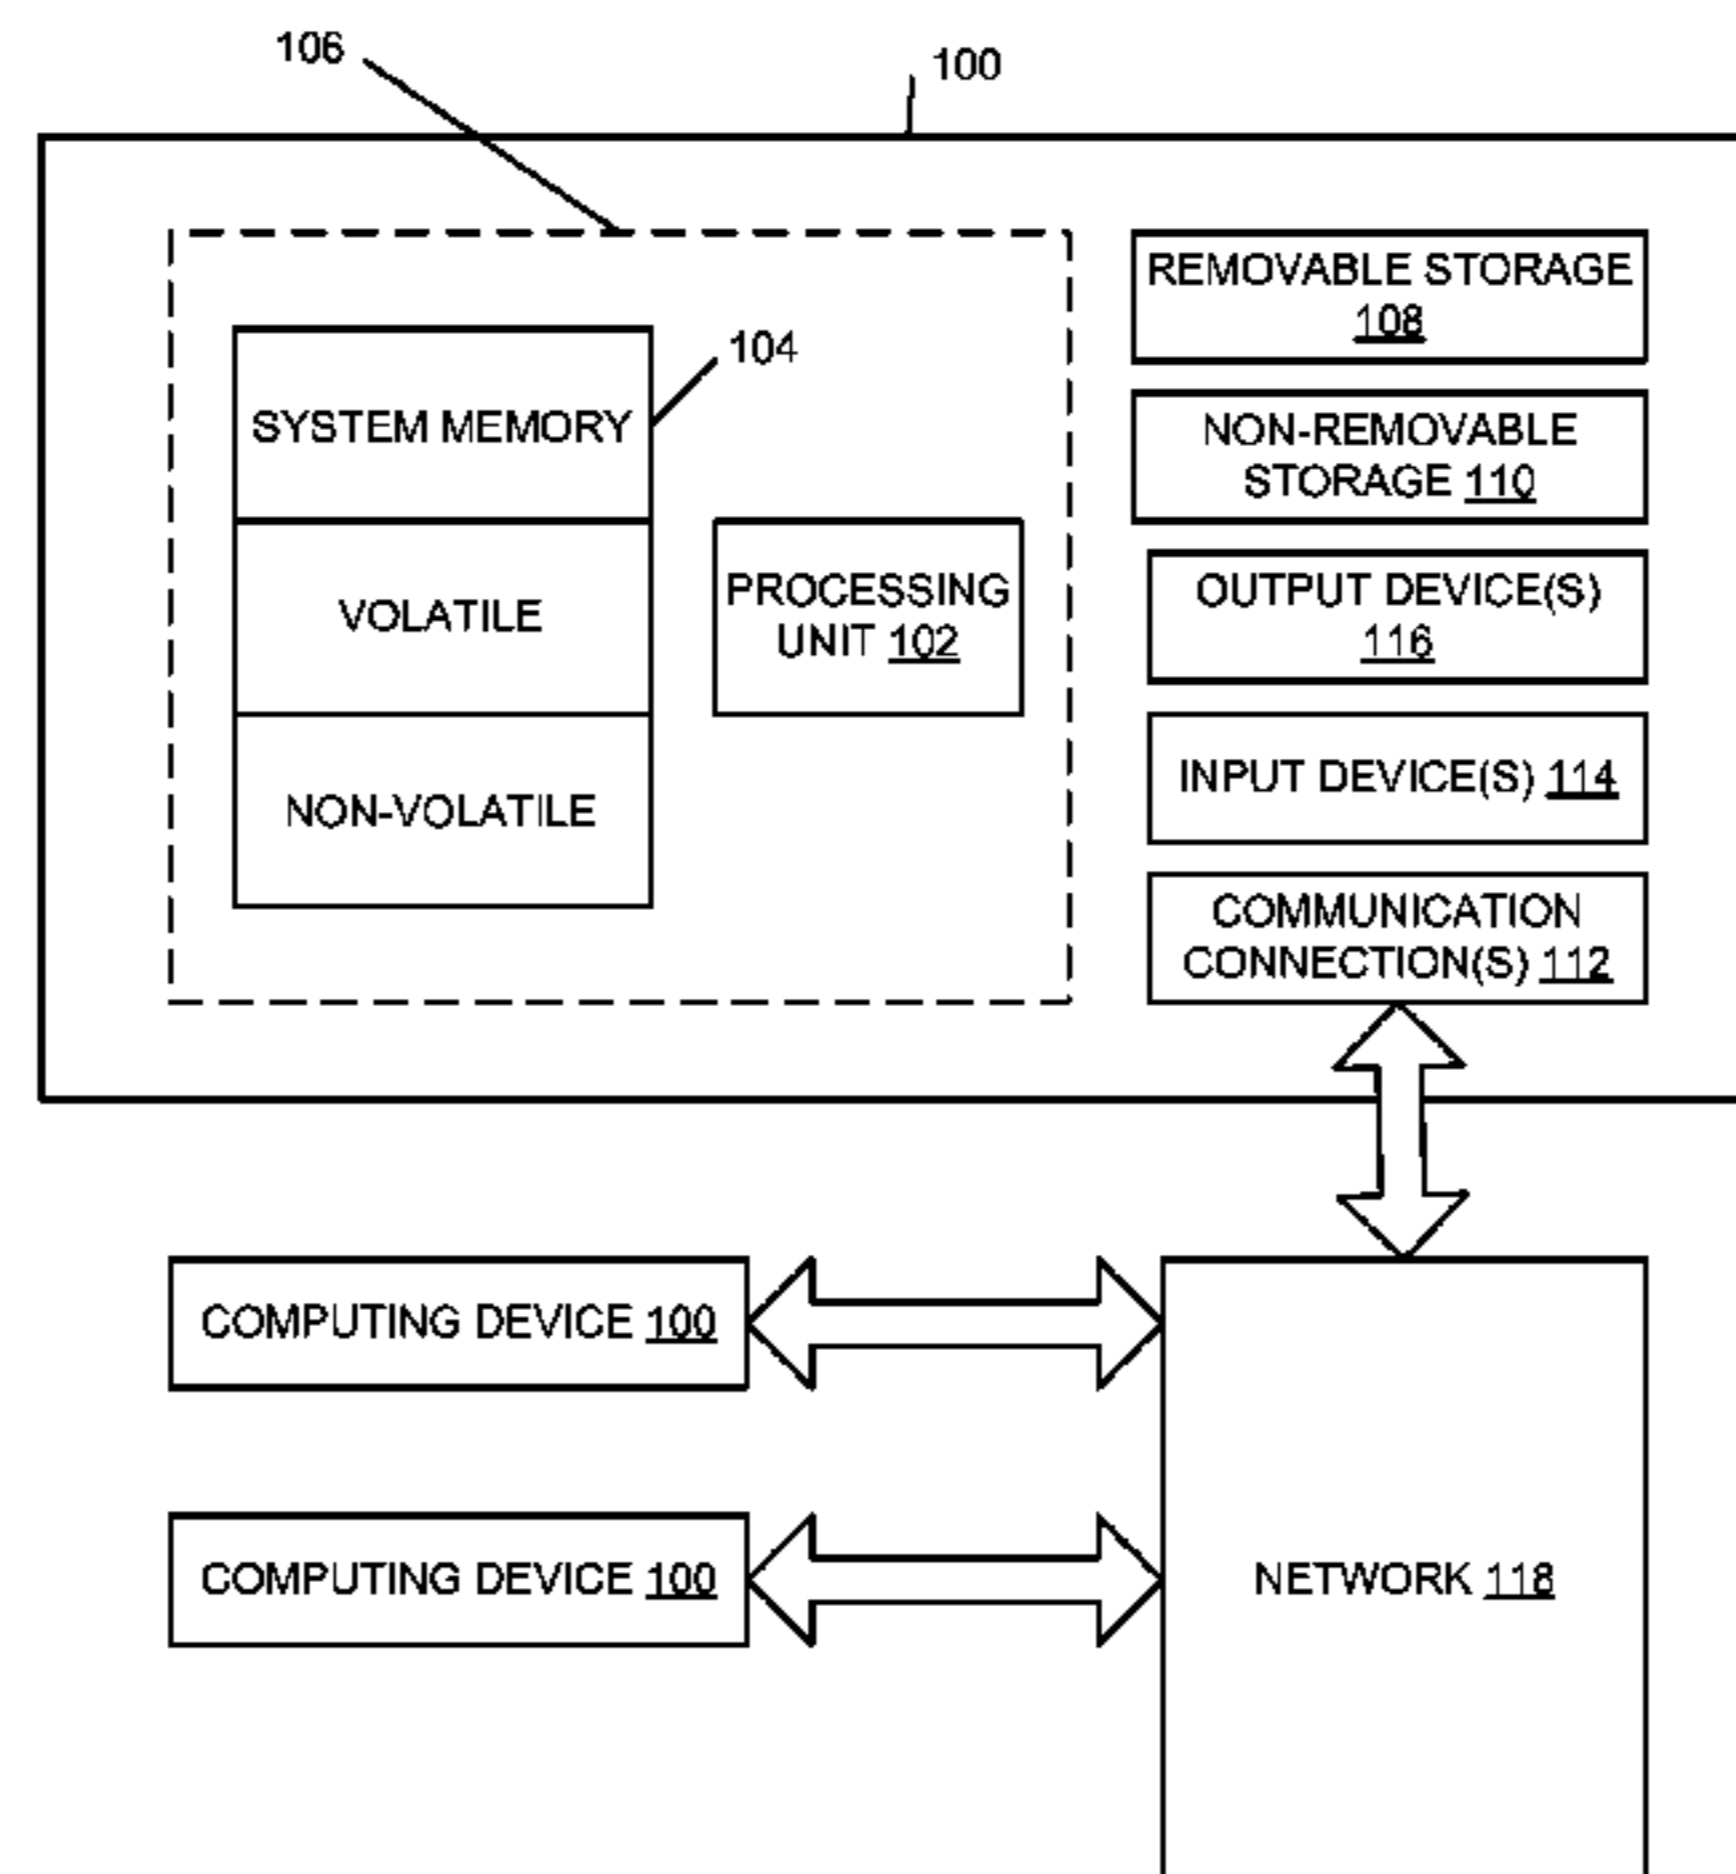 106
100
SYSTEM MEMORY
104
VOLATILE
NON-VOLATILE
PROCESSING
UNIT 102
REMOVABLE STORAGE
108
NON-REMOVABLE
STORAGE 110
OUTPUT DEVICE(S)
116
INPUT DEVICE(S) 114
COMMUNICATION
CONNECTION(S) 112
COMPUTING DEVICE 100
COMPUTING DEVICE 100
NETWORK 118